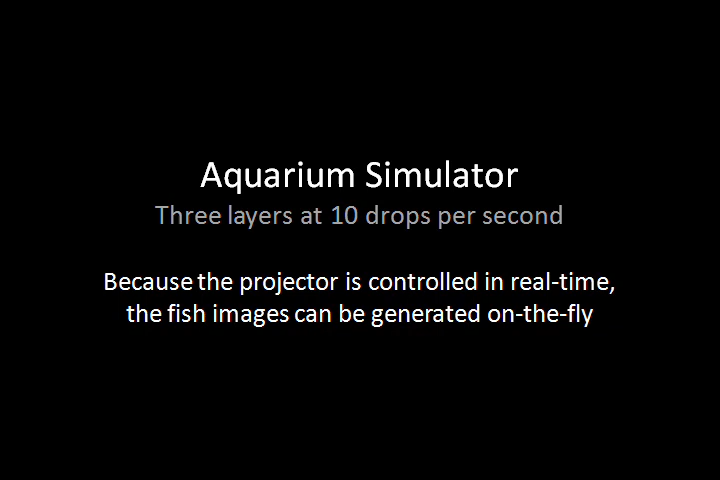 Aquarium Simulator
Three layers at 10 drops per second
Because the projector is controlled in real-time,
the fish images can be generated on-the-fly